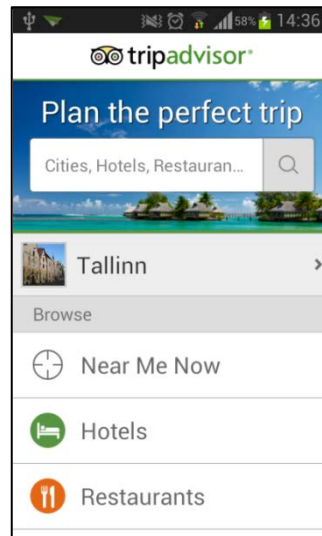 58% 14:36
tripadvisor®
Plan the perfect trip
Cities, Hotels, Restauran...
Tallinn
Browse
Near Me Now
Hotels
Restaurants